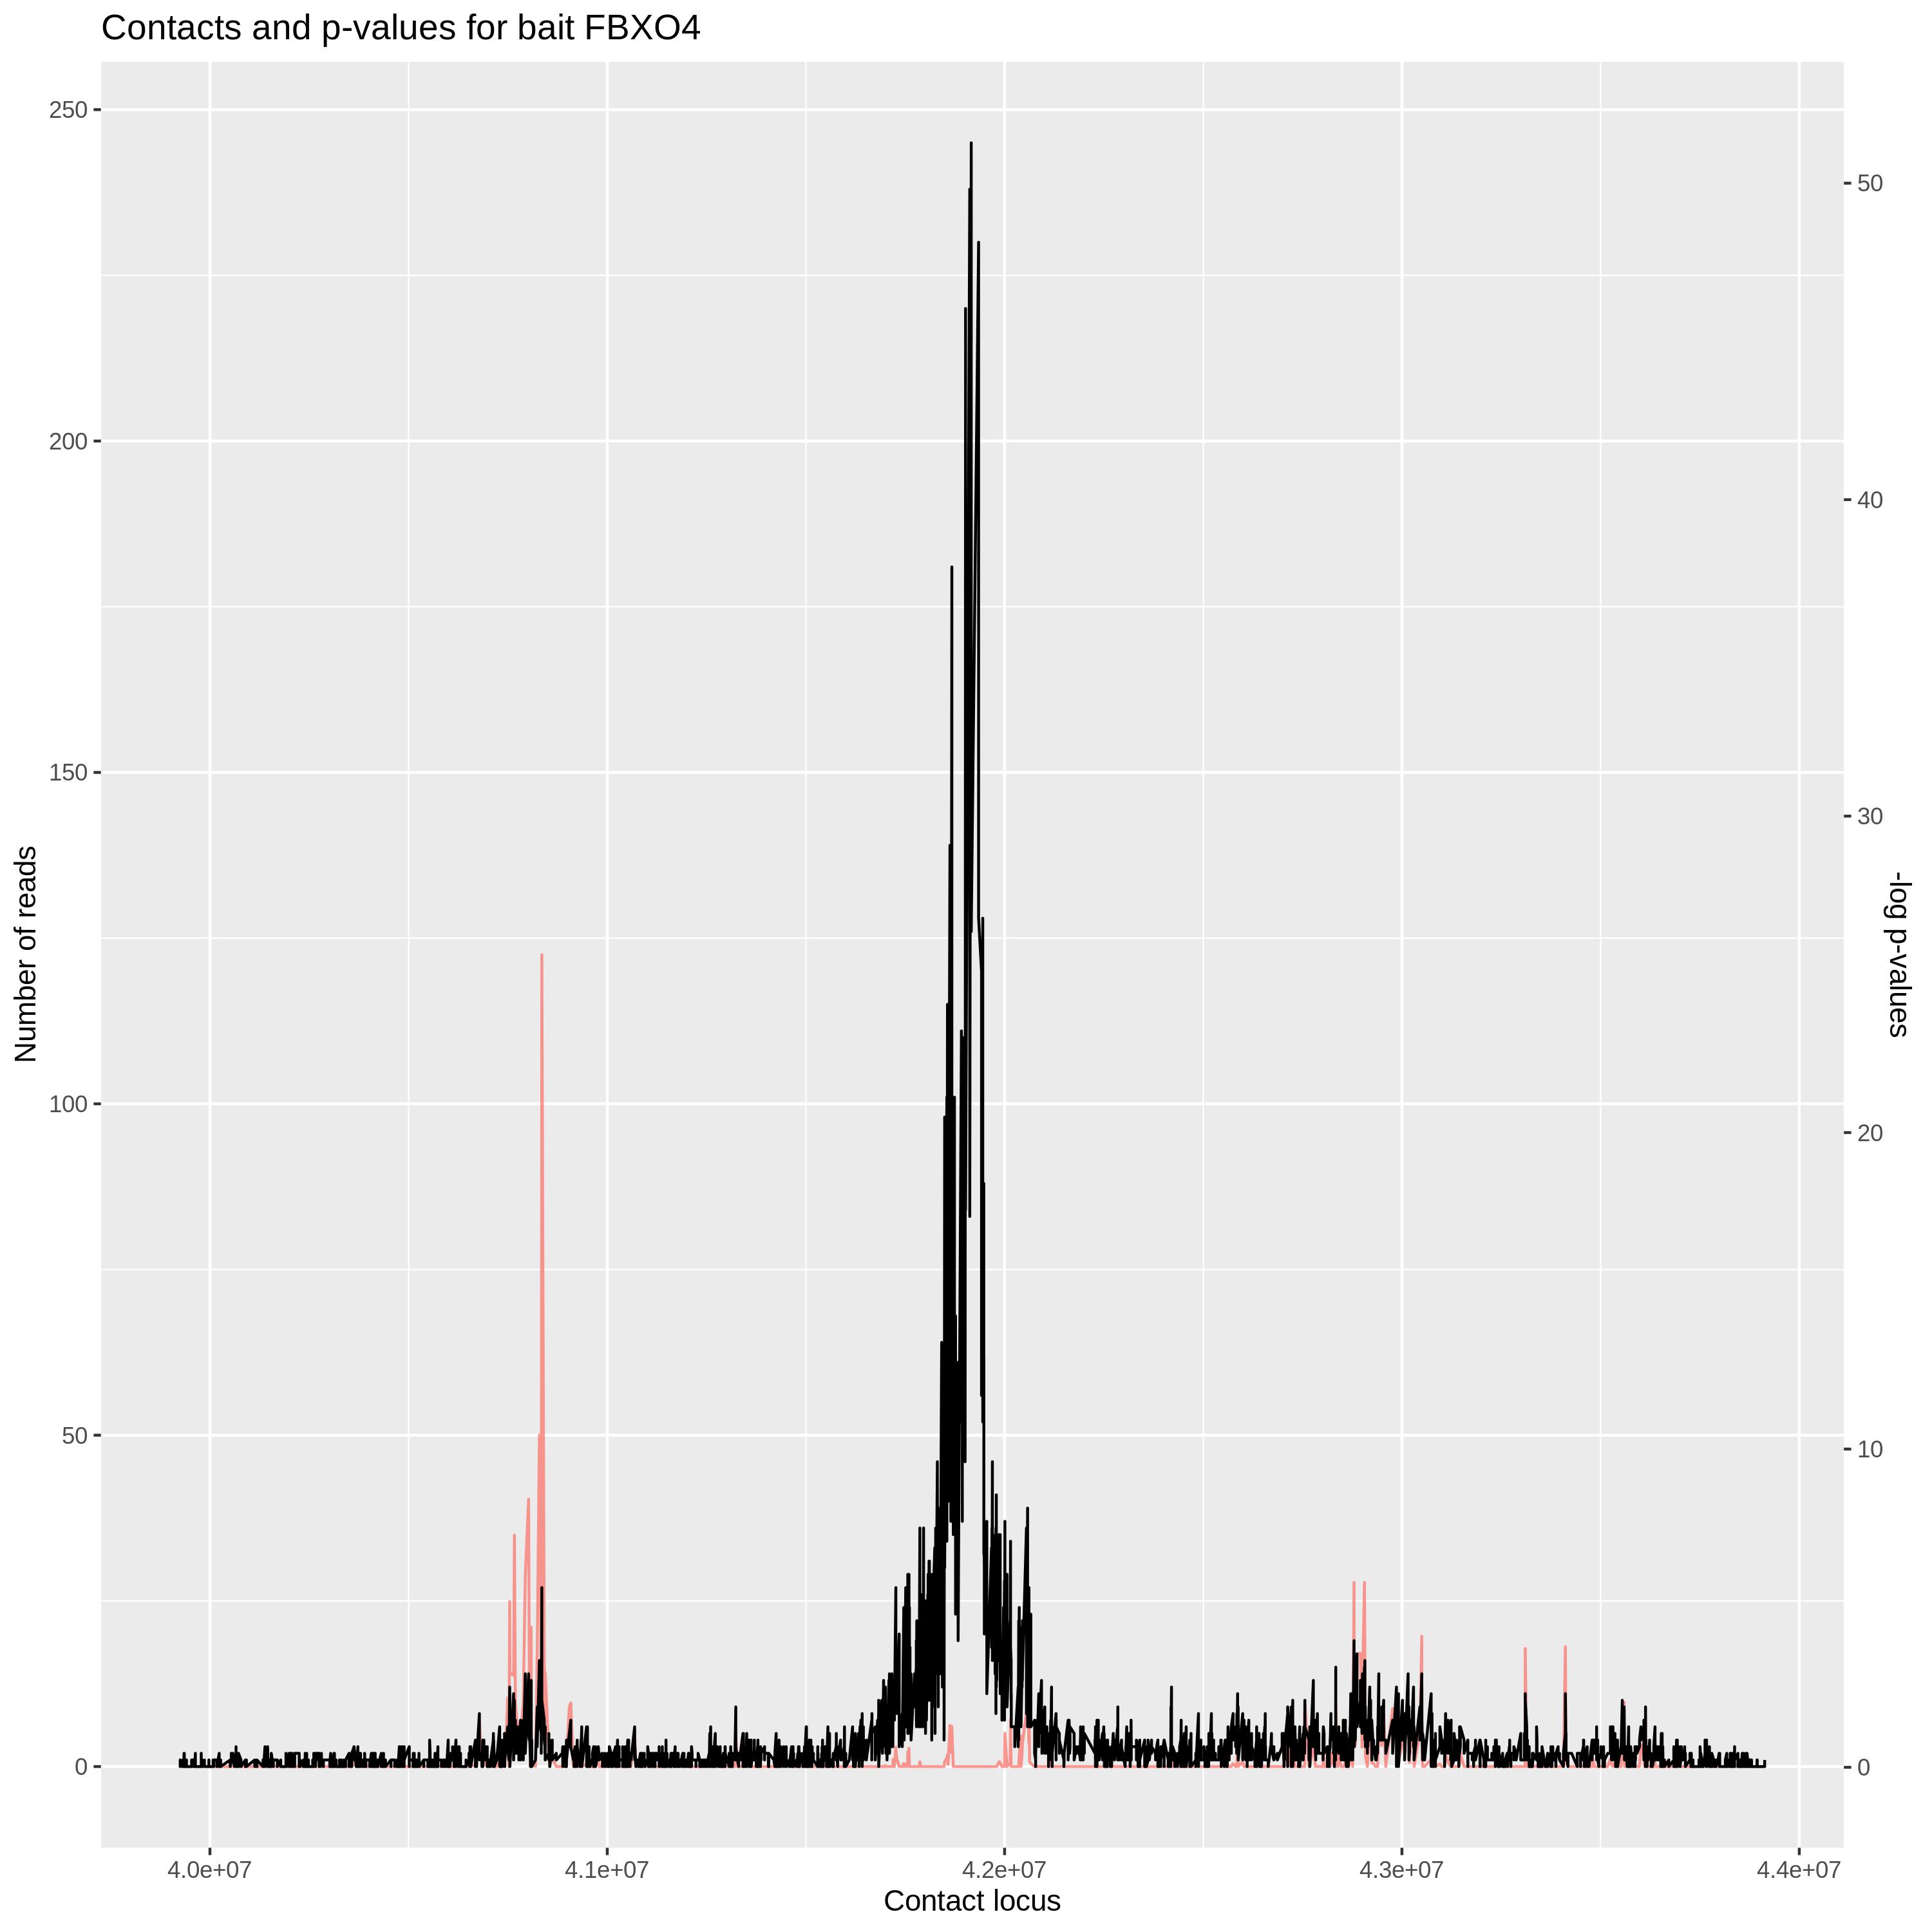 Contacts and p-values for bait FBXO4
250
200
150
100
50
0
Number of reads
50
40
30
20
10
0
-log p-values
4.0e+07
4.1e+07
4.2e+07
4.3e+07
4.4e+07
Contact locus